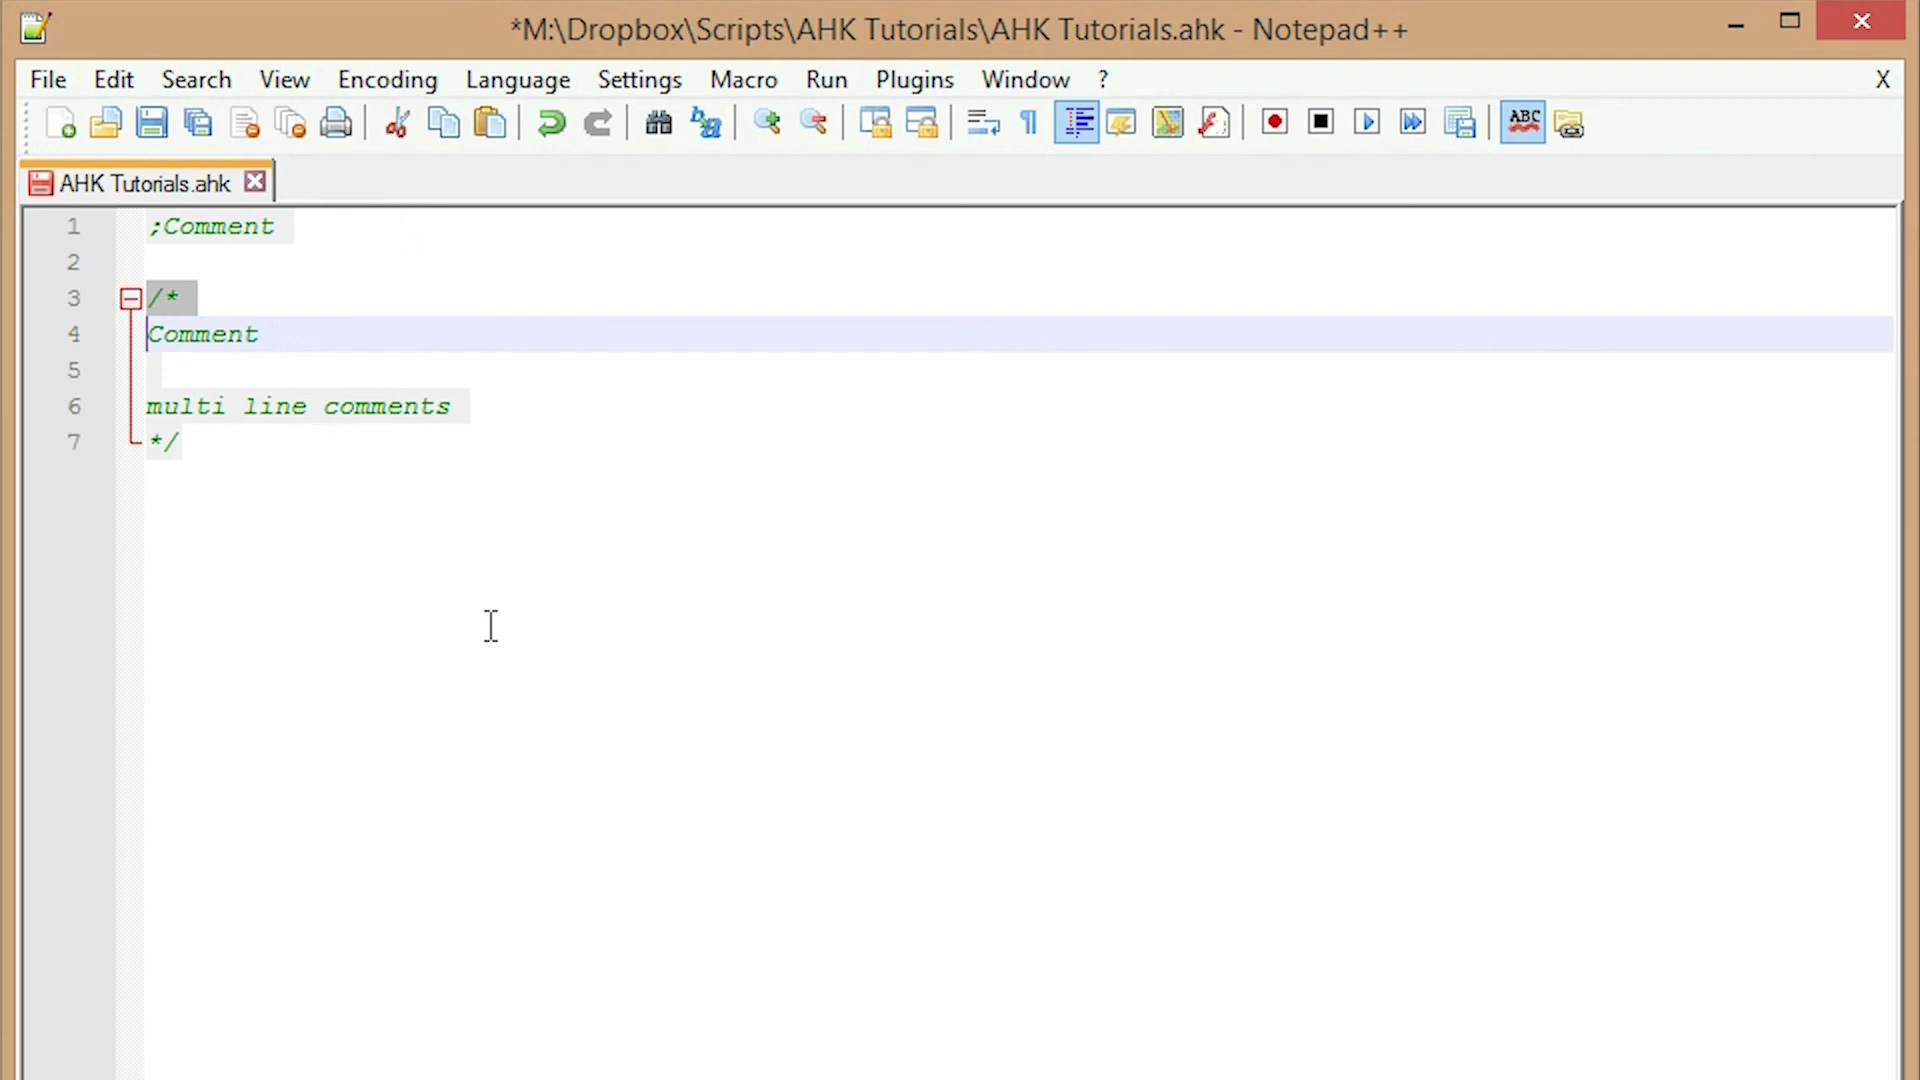 *M:\Dropbox\Scripts\AHK Tutorials\AHK Tutorials.ahk - Notepad++
File Edit Search View Encoding Language Settings Macro Run Plugins Window ? X
ABC
AHK Tutorials.ahk
1 ;Comment
2
3 /*
4 Comment
5
6 multi line comments
7 */